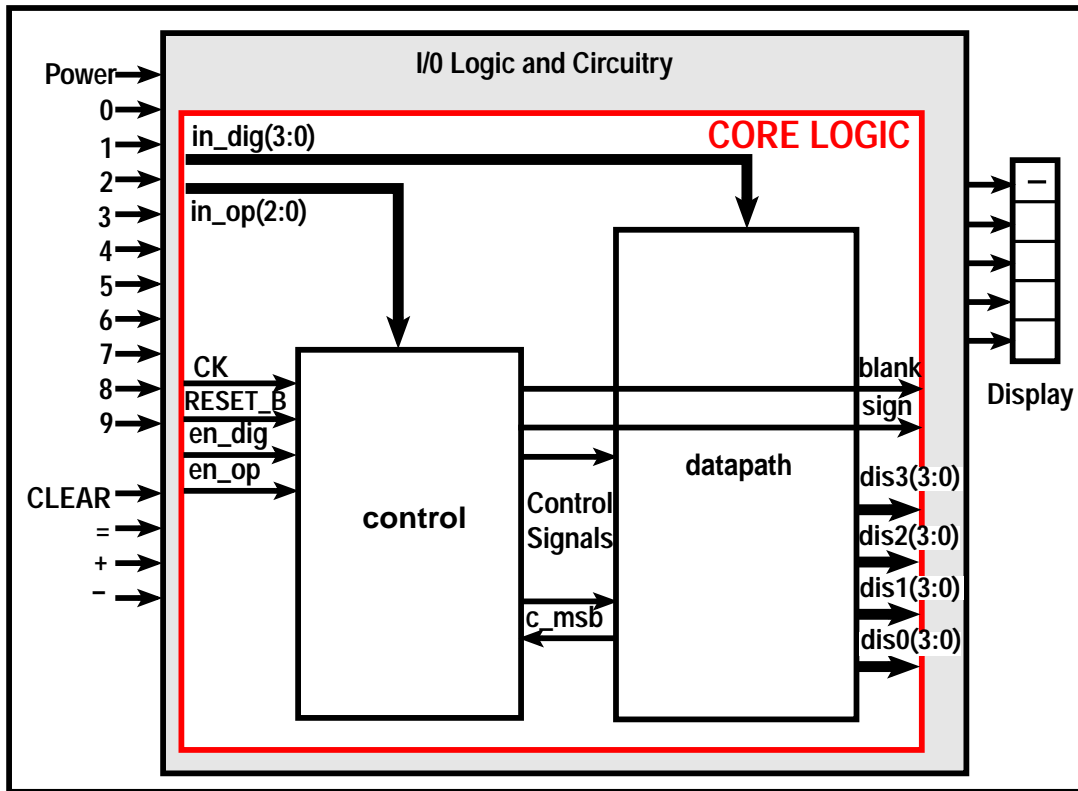 I/0 Logic and Circuitry
Power
0
1
2
3
4
5
6
7
8
9
CLEAR
=
+
−
CORE LOGIC
in_dig(3:0)
in_op(2:0)
CK
RESET_B
en_dig
en_op
control
Control
Signals
c_msb
datapath
blank
sign
dis3(3:0)
dis2(3:0)
dis1(3:0)
dis0(3:0)
−
Display